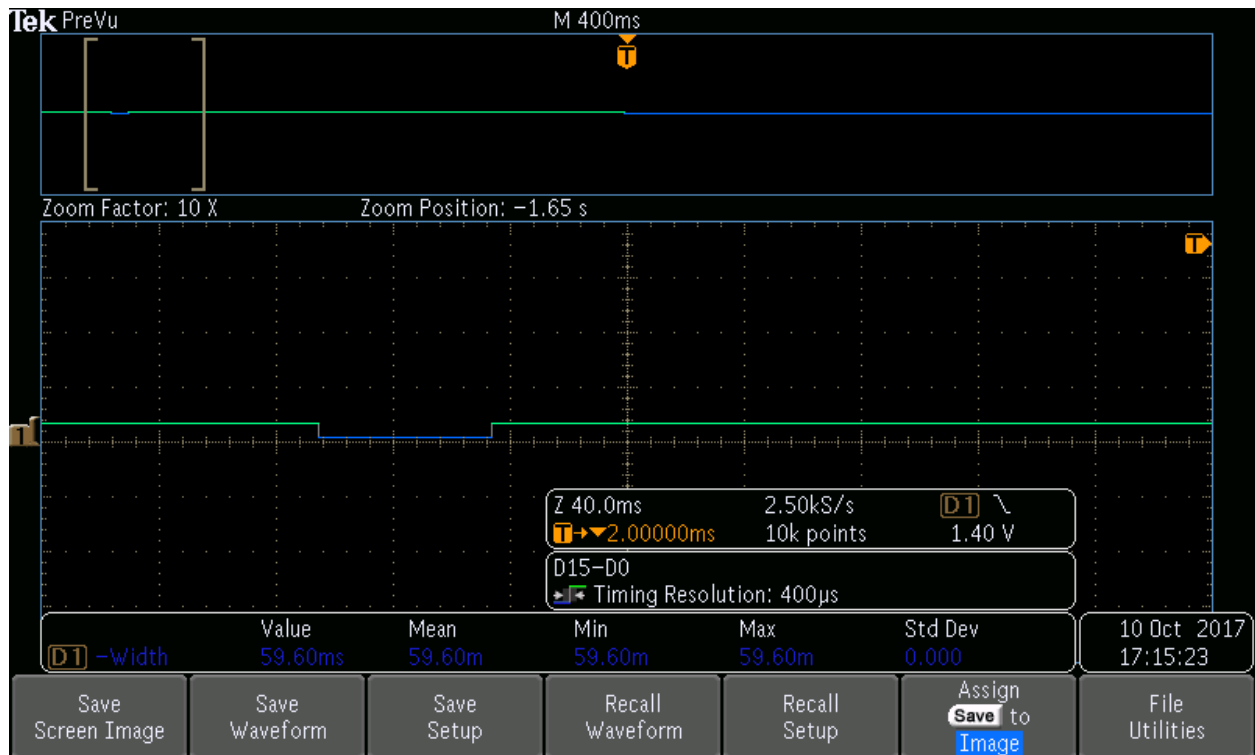 Tek PreVu M 400ms
T
Zoom Factor: 10 X Zoom Position: −1.65 s
T
1
Z 40.0ms 2.50kS/s D1
T→▼2.00000ms 10k points 1.40 V
D15−D0
Timing Resolution: 400µs
Value Mean Min Max Std Dev
D1 −Width 59.60ms 59.60m 59.60m 59.60m 0.000
10 Oct 2017
17:15:23
Save
Screen Image
Save
Waveform
Save
Setup
Recall
Waveform
Recall
Setup
Assign
Save to
Image
File
Utilities